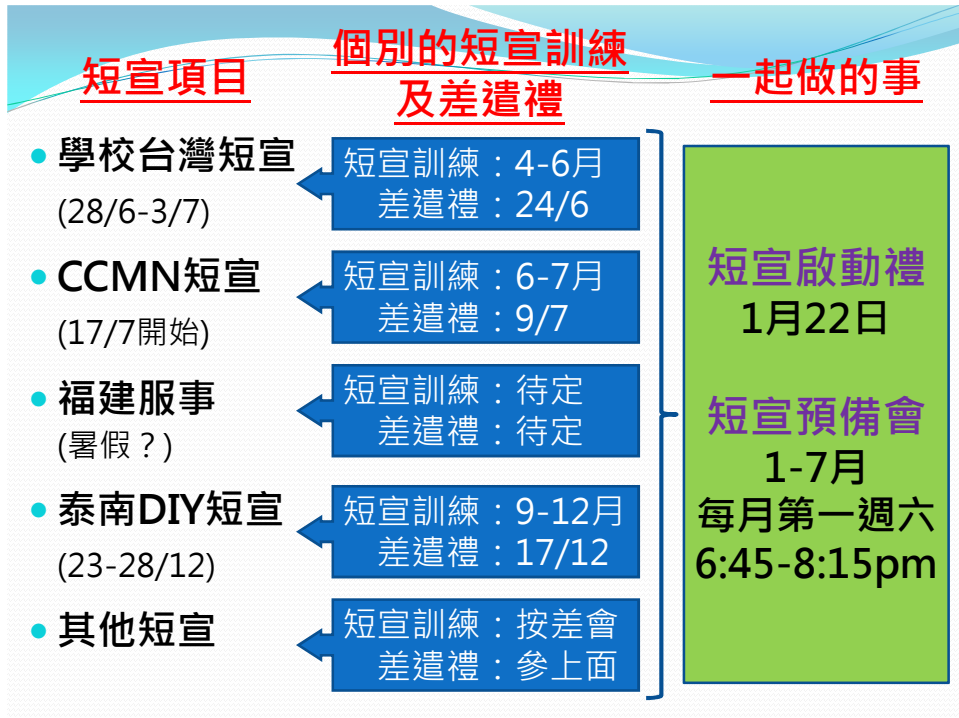 短宣項目
個別的短宣訓練
及差遣禮
一起做的事
學校台灣短宣
(28/6-3/7)
短宣訓練：4-6月
差遣禮：24/6
CCMN短宣
(17/7開始)
短宣訓練：6-7月
差遣禮：9/7
福建服事
(暑假？)
短宣訓練：待定
差遣禮：待定
泰南DIY短宣
(23-28/12)
短宣訓練：9-12月
差遣禮：17/12
其他短宣
短宣訓練：按差會
差遣禮：參上面
短宣啟動禮
1月22日
短宣預備會
1-7月
每月第一週六
6:45-8:15pm